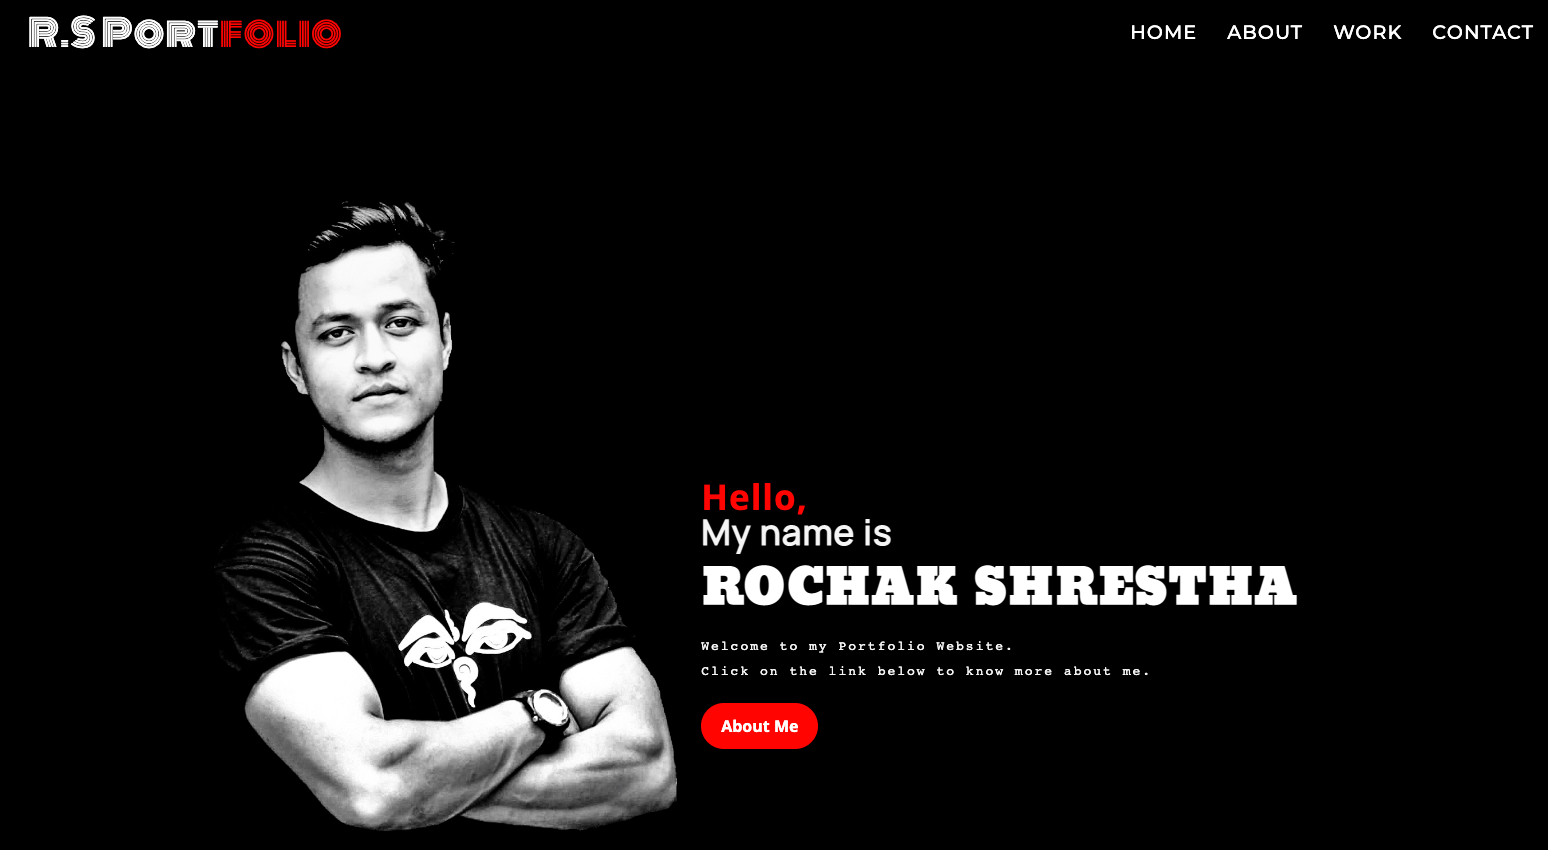 R.S PORTFOLIO
HOME ABOUT WORK CONTACT
Hello,
My name is
ROCHAK SHRESTHA
Welcome to my Portfolio Website.
Click on the link below to know more about me.
About Me